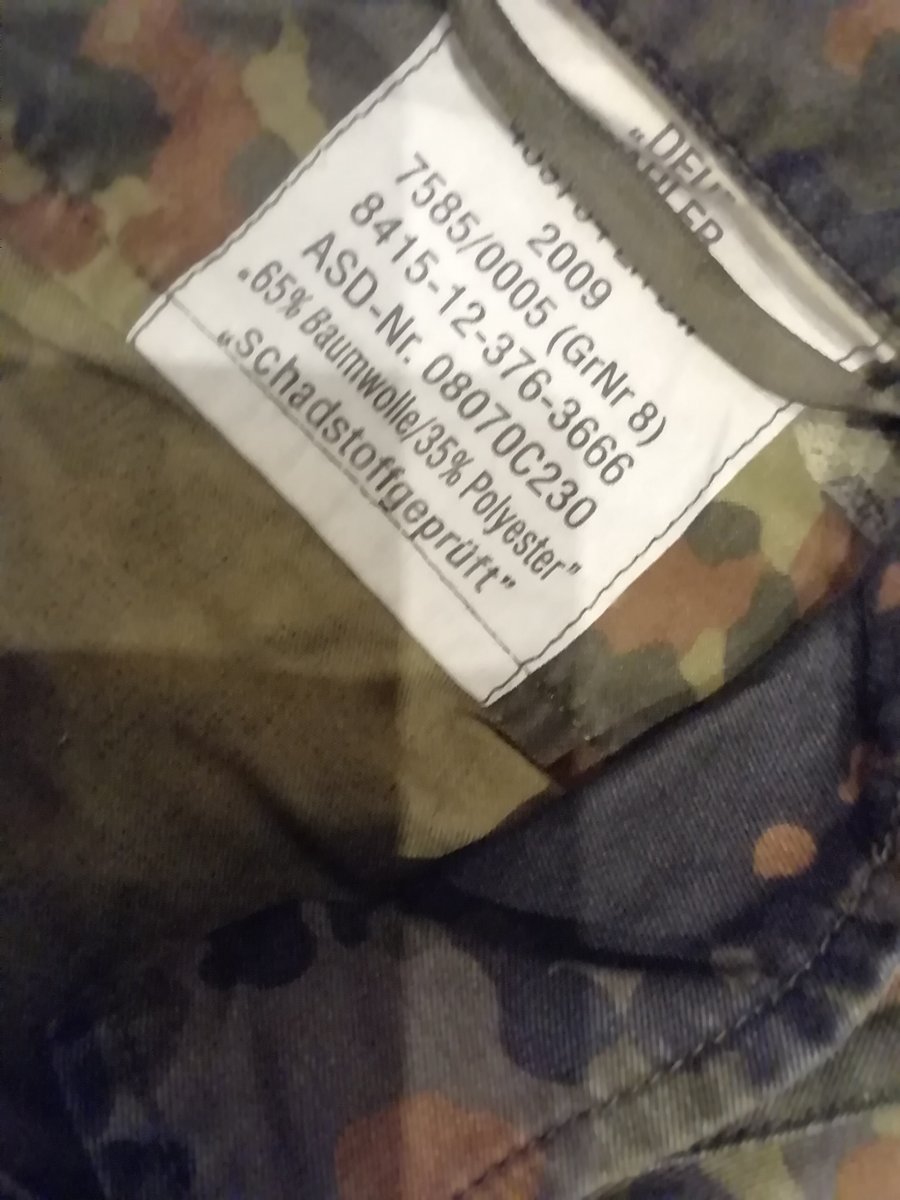 2009
7585/0005 (GrNr 8)
8415-12-376-3666
ASD-Nr. 08070C230
„65% Baumwolle/35% Polyester”
„schadstoffgeprüft”